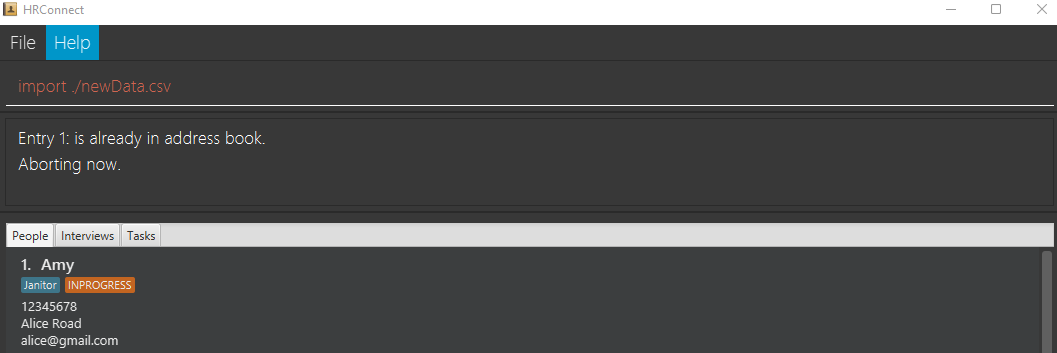 HRConnect
File Help
import ./newData.csv
Entry 1: is already in address book.
Aborting now.
People Interviews Tasks
1. Amy
Janitor INPROGRESS
12345678
Alice Road
alice@gmail.com